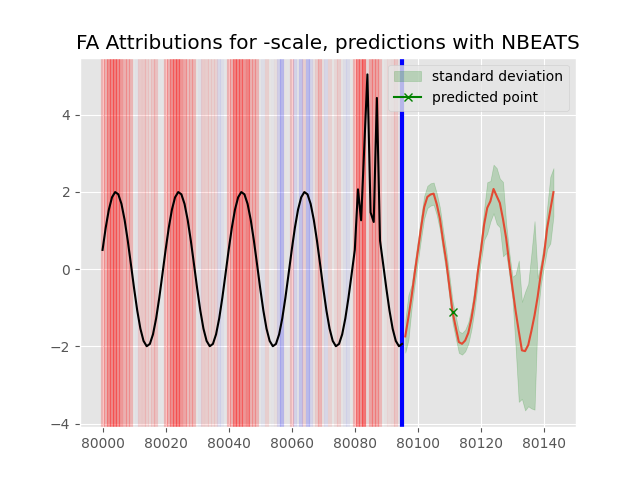 FA Attributions for -scale, predictions with NBEATS
standard deviation
predicted point
4
2
0
−2
−4
80000 80020 80040 80060 80080 80100 80120 80140